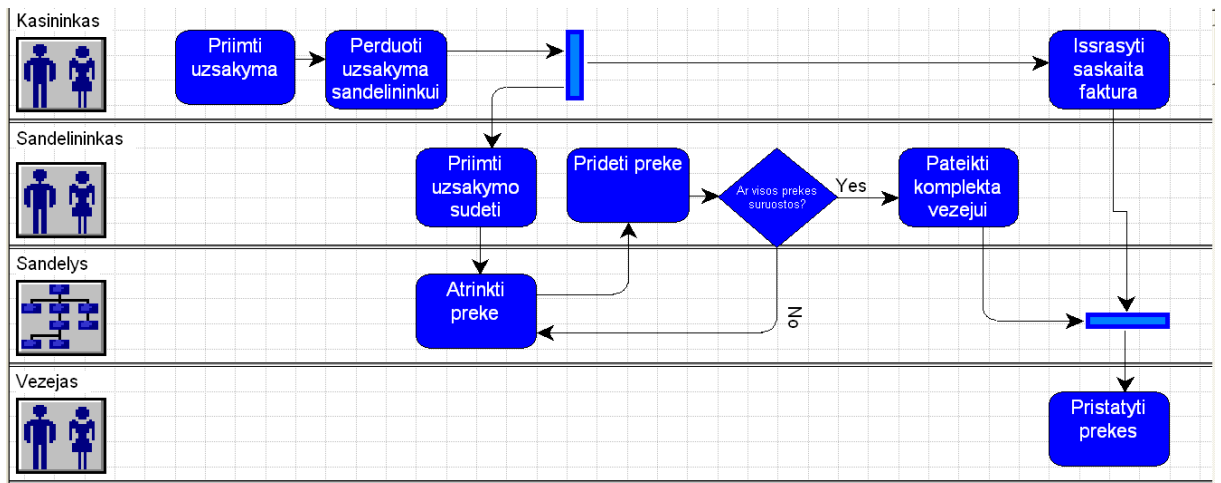 Kasininkas
Priimti
uzsakyma
Perduoti
uzsakyma
sandelininkui
Issrasyti
saskaita
faktura
Sandelininkas
Priimti
uzsakymo
sudeti
Prideti preke
Ar visos prekes
suruostos?
Yes
Pateikti
komplekta
vezejui
Sandelys
Atrinkti
preke
No
Vezejas
Pristatyti
prekes